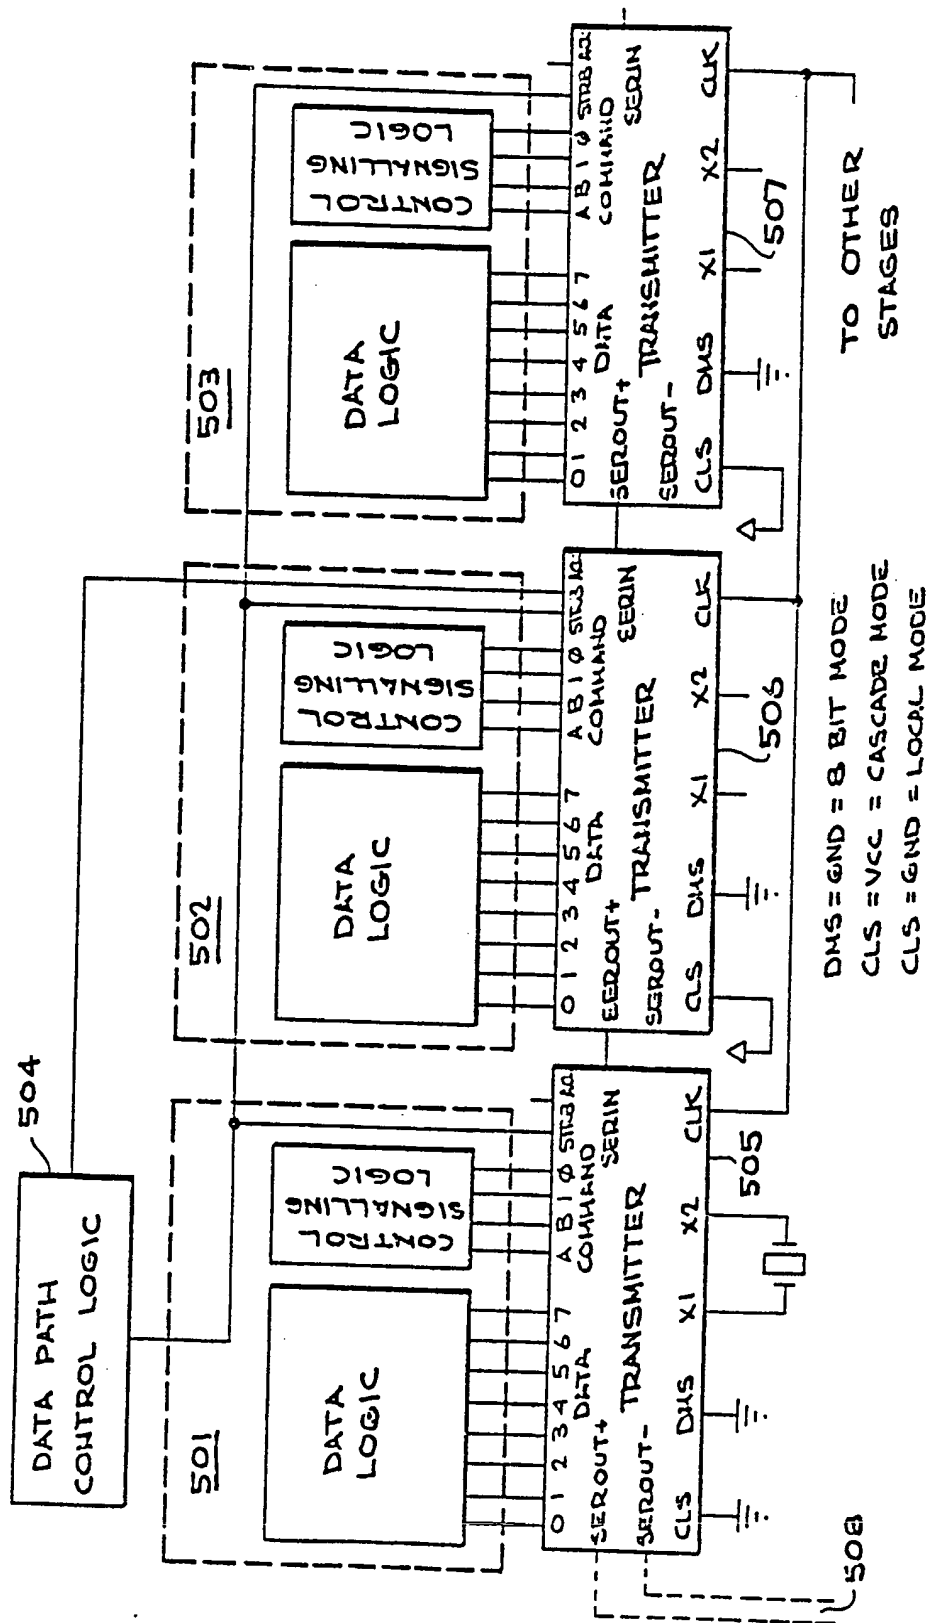 DATA PATH
CONTROL LOGIC
504
501
DATA
LOGIC
CONTROL
SIGNALLING
LOGIC
0 1 2 3 4 5 6 7
A B 1 0
STRB
DATA
COMMAND
SEROUT+
SERIN
SEROUT- TRANSMITTER
CLS
DMS
X1
X2
CLK
505
508
502
DATA
LOGIC
CONTROL
SIGNALLING
LOGIC
0 1 2 3 4 5 6 7
A B 1 0
STRB
DATA
COMMAND
SEROUT+
SERIN
SEROUT- TRANSMITTER
CLS
DMS
X1
X2
CLK
506
503
DATA
LOGIC
CONTROL
SIGNALLING
LOGIC
0 1 2 3 4 5 6 7
A B 1 0
STRB
DATA
COMMAND
SEROUT+
SERIN
SEROUT- TRANSMITTER
CLS
DMS
X1
X2
CLK
507
TO OTHER
STAGES
DMS = GND = 8 BIT MODE
CLS = VCC = CASCADE MODE
CLS = GND = LOCAL MODE